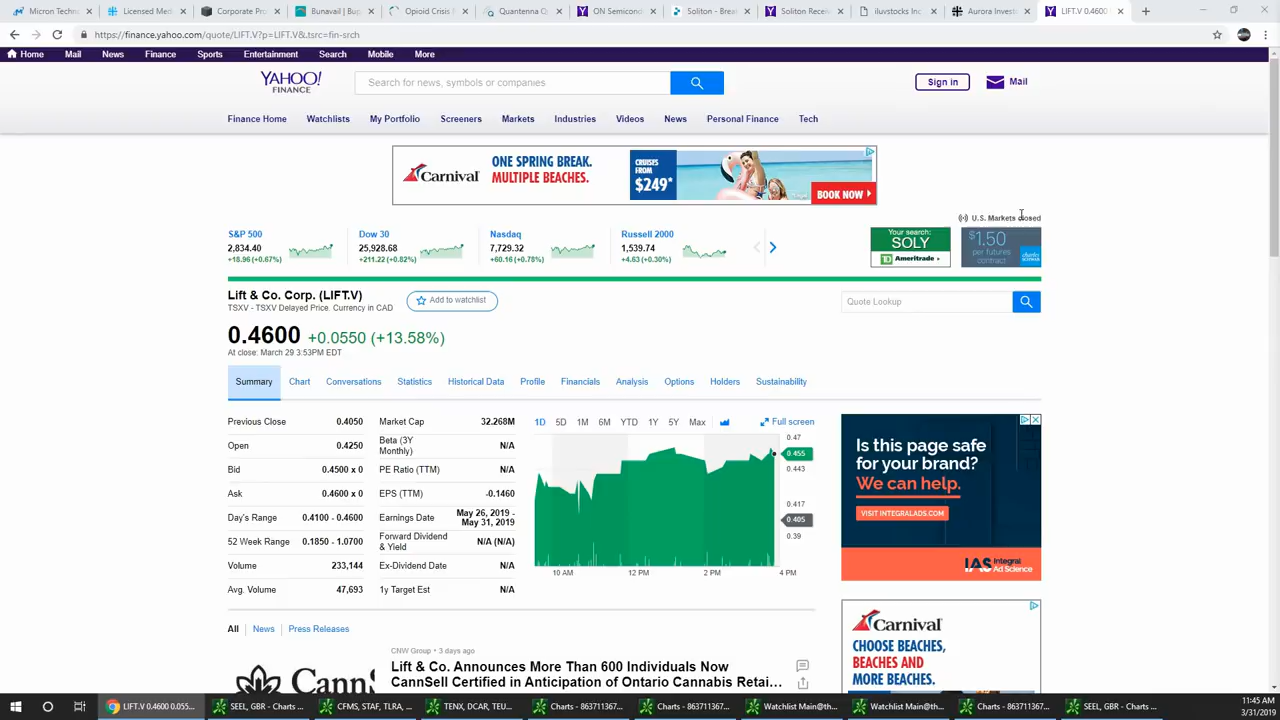 Micron Techn
Licensed Met
Corporate Pro
Bunavail | Bup
Opioid Crisis F
Quantenna O
ON Semicond
Soliton - Brea
Soliton Receiv
iluvstocks Inc
Aurora Invest
LIFT.V 0.4600
https://finance.yahoo.com/quote/LIFT.V?p=LIFT.V&.tsrc=fin-srch
Home Mail News Finance Sports Entertainment Search Mobile More
YAHOO!
FINANCE
Search for news, symbols or companies
Sign in
Mail
Finance Home Watchlists My Portfolio Screeners Markets Industries Videos News Personal Finance Tech
Carnival
ONE SPRING BREAK.
MULTIPLE BEACHES.
CRUISES
FROM
$249*
BOOK NOW
U.S. Markets closed
S&P 500
2,834.40
+18.96 (+0.67%)
Dow 30
25,928.68
+211.22 (+0.82%)
Nasdaq
7,729.32
+60.16 (+0.78%)
Russell 2000
1,539.74
+4.63 (+0.30%)
Your search:
SOLY
TD Ameritrade
$1.50
per futures
contract
charles
SCHWAB
Lift & Co. Corp. (LIFT.V)
TSXV - TSXV Delayed Price. Currency in CAD
Add to watchlist
Quote Lookup
0.4600 +0.0550 (+13.58%)
At close: March 29 3:53PM EDT
Summary Chart Conversations Statistics Historical Data Profile Financials Analysis Options Holders Sustainability
Previous Close 0.4050
Open 0.4250
Bid 0.4500 x 0
Ask 0.4600 x 0
Day's Range 0.4100 - 0.4600
52 Week Range 0.1850 - 1.0700
Volume 233,144
Avg. Volume 47,693
Market Cap 32.268M
Beta (3Y
Monthly) N/A
PE Ratio (TTM) N/A
EPS (TTM) -0.1460
Earnings Date May 26, 2019 -
May 31, 2019
Forward Dividend
& Yield N/A (N/A)
Ex-Dividend Date N/A
1y Target Est N/A
1D 5D 1M 6M YTD 1Y 5Y Max
Full screen
0.47
0.455
0.443
0.417
0.405
0.39
10 AM 12 PM 2 PM 4 PM
Is this page safe
for your brand?
We can help.
VISIT INTEGRALADS.COM
IAS Integral
Ad Science
Carnival
CHOOSE BEACHES,
BEACHES AND
MORE BEACHES.
All News Press Releases
CNW Group • 3 days ago
Lift & Co. Announces More Than 600 Individuals Now
CannSell Certified in Anticipation of Ontario Cannabis Retai...
Cann
LIFT.V 0.4600 0.055...
SEEL, GBR - Charts ...
CFMS, STAF, TLRA, ...
TENX, DCAR, TEU...
Charts - 863711367...
Charts - 863711367...
Watchlist Main@th...
Watchlist Main@th...
Charts - 863711367...
SEEL, GBR - Charts ...
11:45 AM
3/31/2019